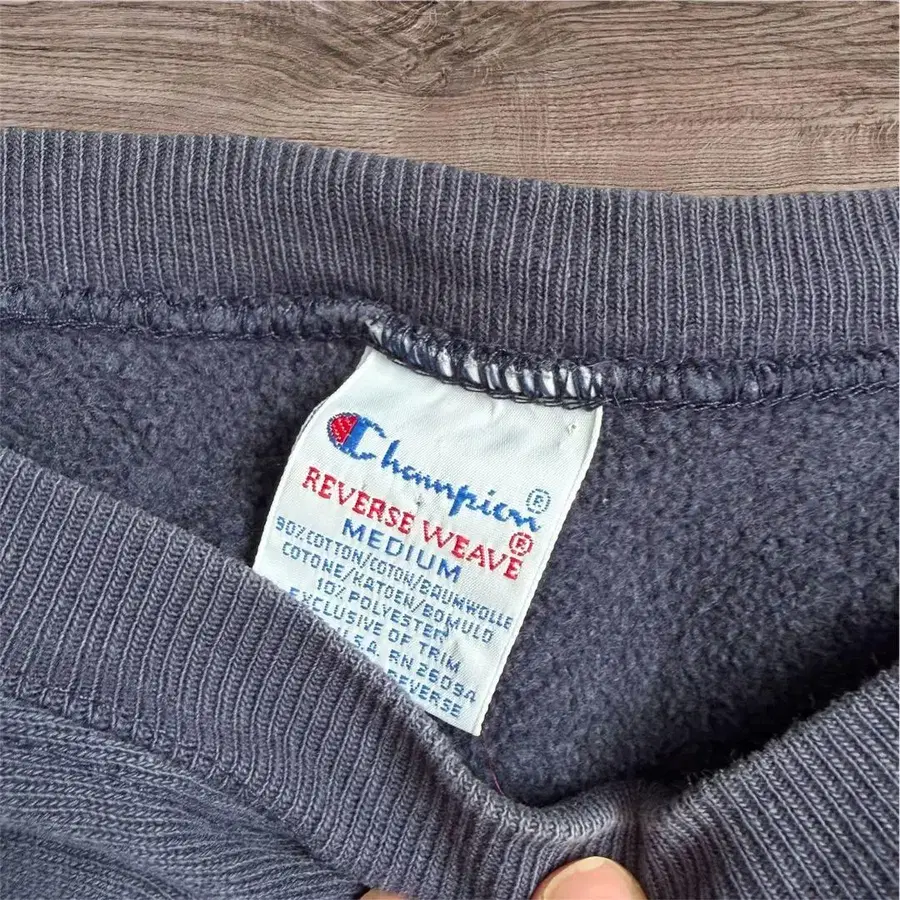 Champion®
REVERSE WEAVE®
MEDIUM
90% COTTON/COTON/BAUMWOLLE
COTONE/KATOEN/BOMULD
10% POLYESTER
EXCLUSIVE OF TRIM
U.S.A. RN 26094
REVERSE